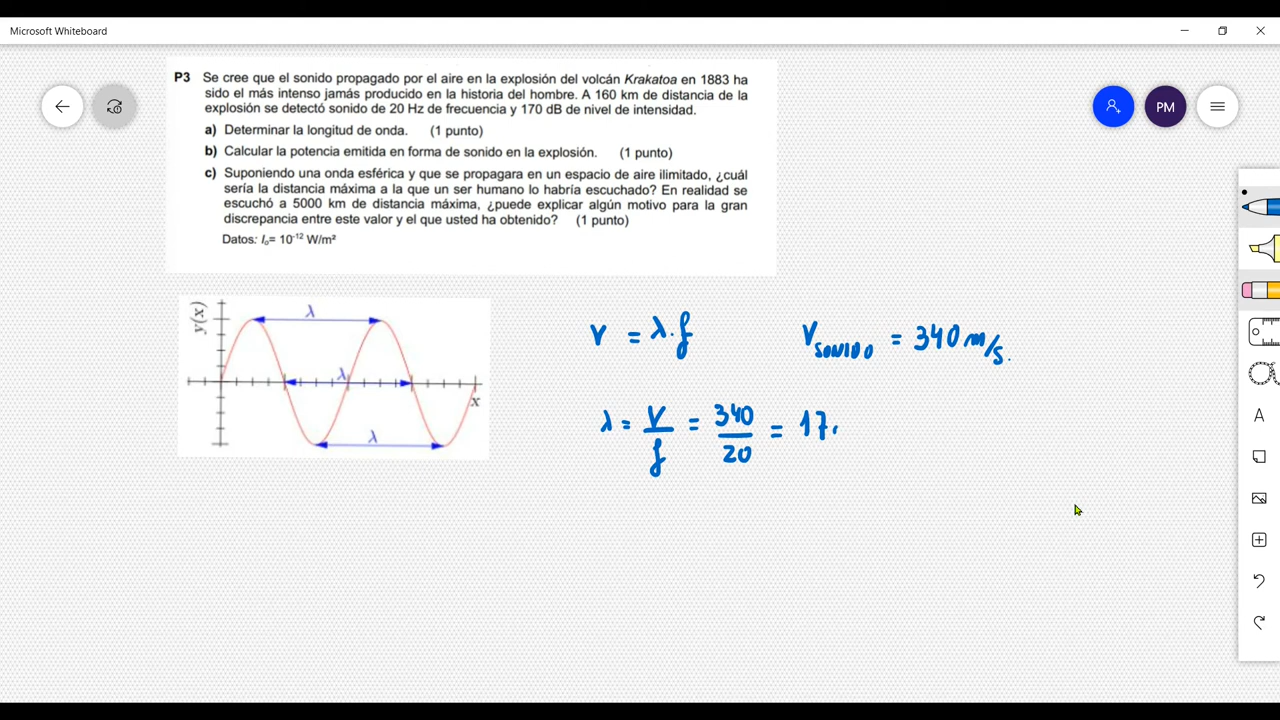 Microsoft Whiteboard
P3 Se cree que el sonido propagado por el aire en la explosión del volcán Krakatoa en 1883 ha
sido el más intenso jamás producido en la historia del hombre. A 160 km de distancia de la
explosión se detectó sonido de 20 Hz de frecuencia y 170 dB de nivel de intensidad.
a) Determinar la longitud de onda. (1 punto)
b) Calcular la potencia emitida en forma de sonido en la explosión. (1 punto)
c) Suponiendo una onda esférica y que se propagara en un espacio de aire ilimitado, ¿cuál
sería la distancia máxima a la que un ser humano lo habría escuchado? En realidad se
escuchó a 5000 km de distancia máxima, ¿puede explicar algún motivo para la gran
discrepancia entre este valor y el que usted ha obtenido? (1 punto)
Datos: I₀= 10⁻¹² W/m²
PM
y(x)
λ
λ
λ
x
v = λ · f
V SONIDO = 340 m/s.
λ = V/f = 340/20 = 17
A